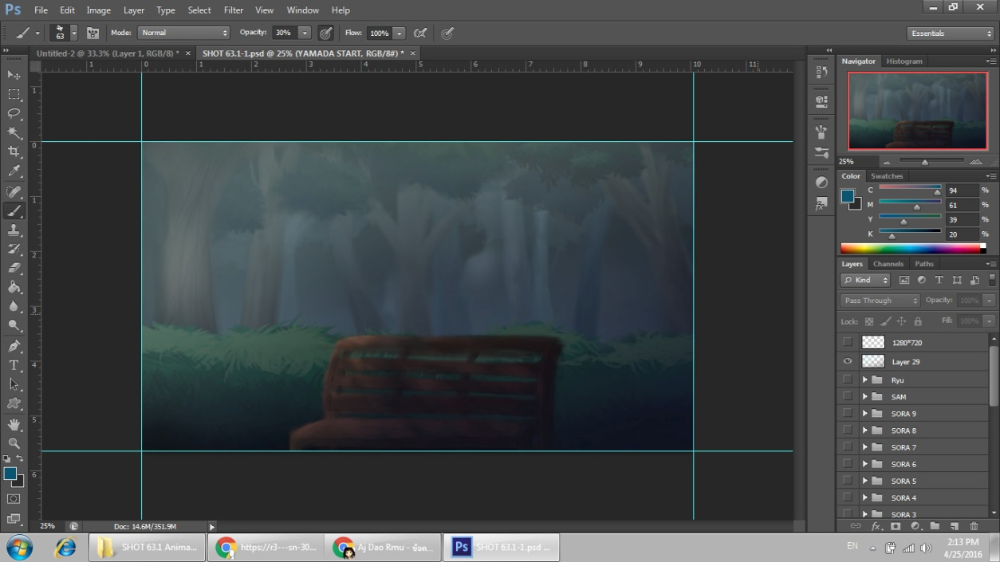 Ps File Edit Image Layer Type Select Filter View Window Help
63 Mode: Normal Opacity: 30% Flow: 100% Essentials
Untitled-2 @ 33.3% (Layer 1, RGB/8) * × SHOT 63.1-1.psd @ 25% (YAMADA START, RGB/8#) * ×
Navigator Histogram
1 0 1 2 3 4 5 6 7 8 9 10 11
1
0
1
2
3
4
5
6
25%
Color Swatches
C 94 %
M 61 %
Y 39 %
K 20 %
Layers Channels Paths
Kind
Pass Through Opacity: 100%
Lock: Fill: 100%
1280*720
Layer 29
Ryu
SAM
SORA 9
SORA 8
SORA 7
SORA 6
SORA 5
SORA 4
SORA 3
25% Doc: 14.6M/351.9M
SHOT 63.1 Anima... https://r3---sn-30... Aj Dao Rmu - ข้อค... Ps SHOT 63.1-1.psd ...
EN
2:13 PM
4/25/2016